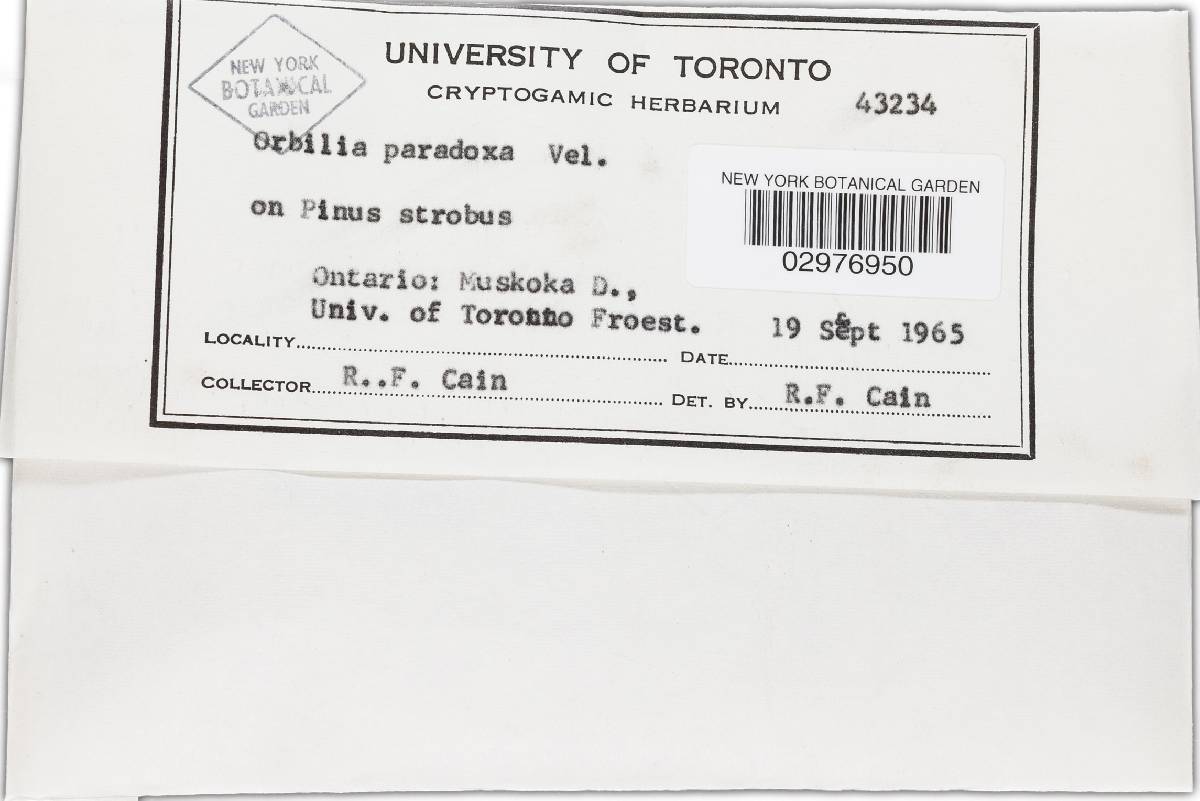 NEW YORK
BOTANICAL
GARDEN
UNIVERSITY OF TORONTO
CRYPTOGAMIC HERBARIUM 43234
Orbilia paradoxa Vel.
on Pinus strobus
NEW YORK BOTANICAL GARDEN
02976950
Ontario: Muskoka D.,
Univ. of Toronto Froest. 19 Sept 1965
LOCALITY DATE
COLLECTOR R..F. Cain DET. BY R.F. Cain